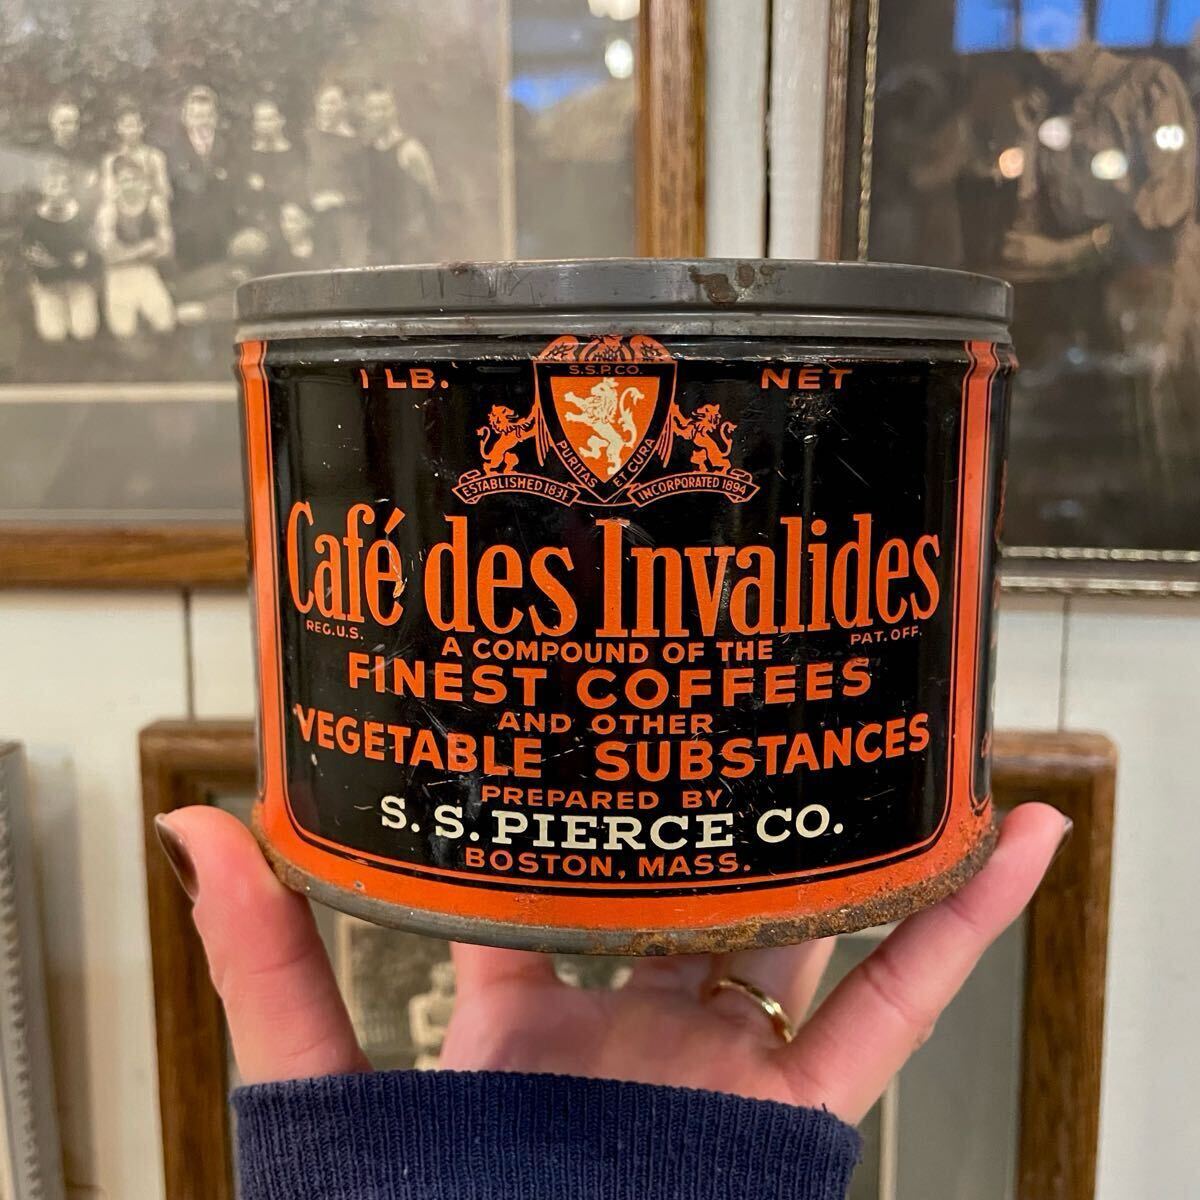 1 LB.
NET
S.S.P.CO.
PURITAS ET CURA
ESTABLISHED 1831
INCORPORATED 1894
Café des Invalides
REG.U.S.
PAT.OFF.
A COMPOUND OF THE
FINEST COFFEES
AND OTHER
VEGETABLE SUBSTANCES
PREPARED BY
S. S. PIERCE CO.
BOSTON, MASS.